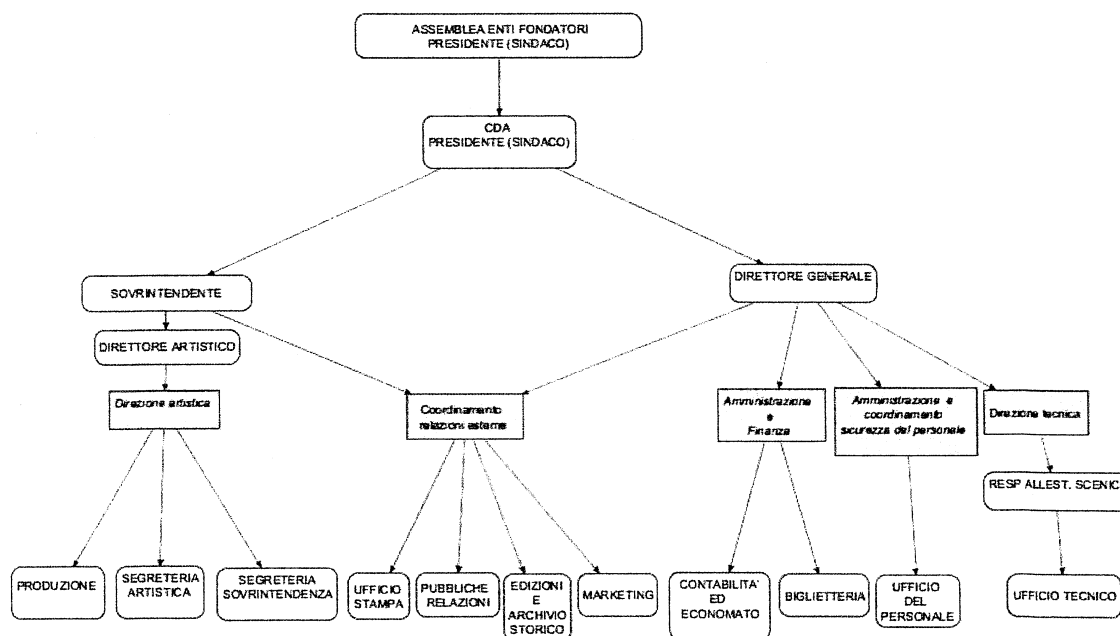 ASSEMBLEA ENTI FONDATORI
PRESIDENTE (SINDACO)
CDA
PRESIDENTE (SINDACO)
SOVRINTENDENTE
DIRETTORE GENERALE
DIRETTORE ARTISTICO
Direzione artistica
Coordinamento
relazioni esterne
Amministrazione
e
Finanza
Amministrazione e
coordinamento
sicurezza del personale
Direzione tecnica
RESP ALLEST. SCENIC
PRODUZIONE
SEGRETERIA
ARTISTICA
SEGRETERIA
SOVRINTENDENZA
UFFICIO
STAMPA
PUBBLICHE
RELAZIONI
EDIZIONI
E
ARCHIVIO
STORICO
MARKETING
CONTABILITA'
ED
ECONOMATO
BIGLIETTERIA
UFFICIO
DEL
PERSONALE
UFFICIO TECNICO